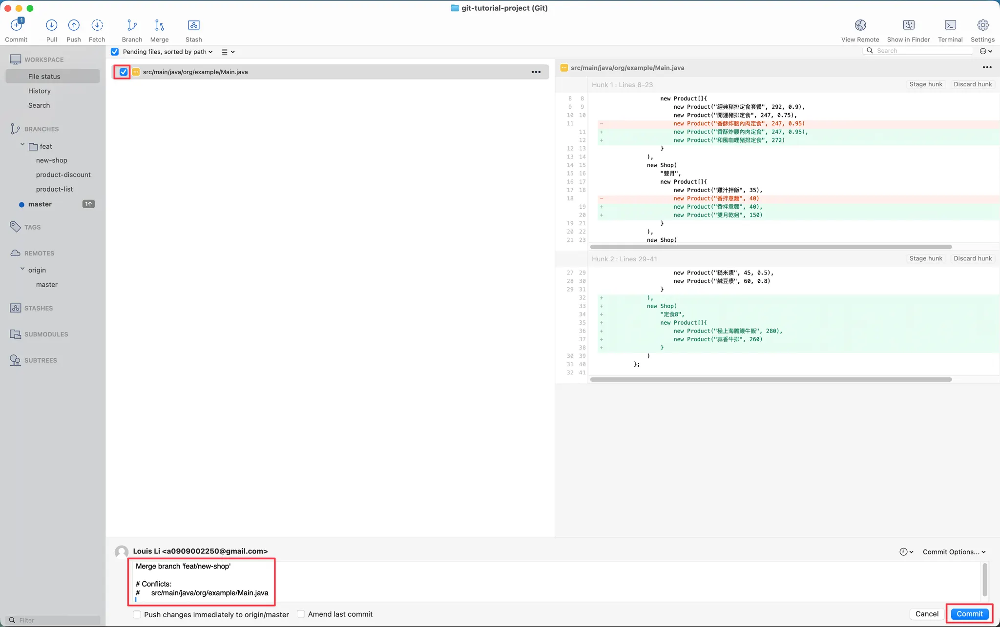 git-tutorial-project (Git)
1
Commit Pull Push Fetch Branch Merge Stash View Remote Show in Finder Terminal Settings
Pending files, sorted by path
Search
WORKSPACE
File status
History
Search
BRANCHES
feat
new-shop
product-discount
product-list
master 1↑
TAGS
REMOTES
origin
master
STASHES
SUBMODULES
SUBTREES
Filter
src/main/java/org/example/Main.java
src/main/java/org/example/Main.java
Hunk 1 : Lines 8-23 Stage hunk Discard hunk
8 8 new Product[]{
9 9 new Product("經典豬排定食套餐", 292, 0.9),
10 10 new Product("開運豬排定食", 247, 0.75),
11 - new Product("香酥炸腰內肉定食", 247, 0.95)
11 + new Product("香酥炸腰內肉定食", 247, 0.95),
12 + new Product("和風咖哩豬排定食", 272)
12 13 }
13 14 ),
14 15 new Shop(
15 16 "雙月",
16 17 new Product[]{
17 18 new Product("雞汁拌飯", 35),
18 - new Product("香拌意麵", 40)
19 + new Product("香拌意麵", 40),
20 + new Product("雙月乾蚵", 150)
19 21 }
20 22 ),
21 23 new Shop(
Hunk 2 : Lines 29-41 Stage hunk Discard hunk
27 29 new Product("糙米漿", 45, 0.5),
28 30 new Product("鹹豆漿", 60, 0.8)
29 31 }
32 + ),
33 + new Shop(
34 + "定食8",
35 + new Product[]{
36 + new Product("極上海膽鰻牛飯", 280),
37 + new Product("蒜香牛排", 260)
38 + }
30 39 )
31 40 };
32 41
Louis Li <a0909002250@gmail.com>
Commit Options...
Merge branch 'feat/new-shop'
# Conflicts:
# src/main/java/org/example/Main.java
Push changes immediately to origin/master Amend last commit
Cancel Commit